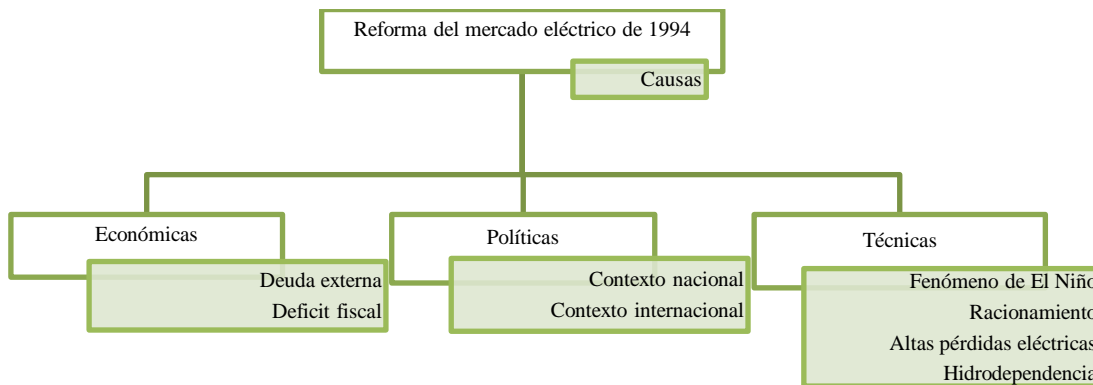 Reforma del mercado eléctrico de 1994
Causas
Económicas
Deuda externa
Deficit fiscal
Políticas
Contexto nacional
Contexto internacional
Técnicas
Fenómeno de El Niño
Racionamiento
Altas pérdidas eléctricas
Hidrodependencia